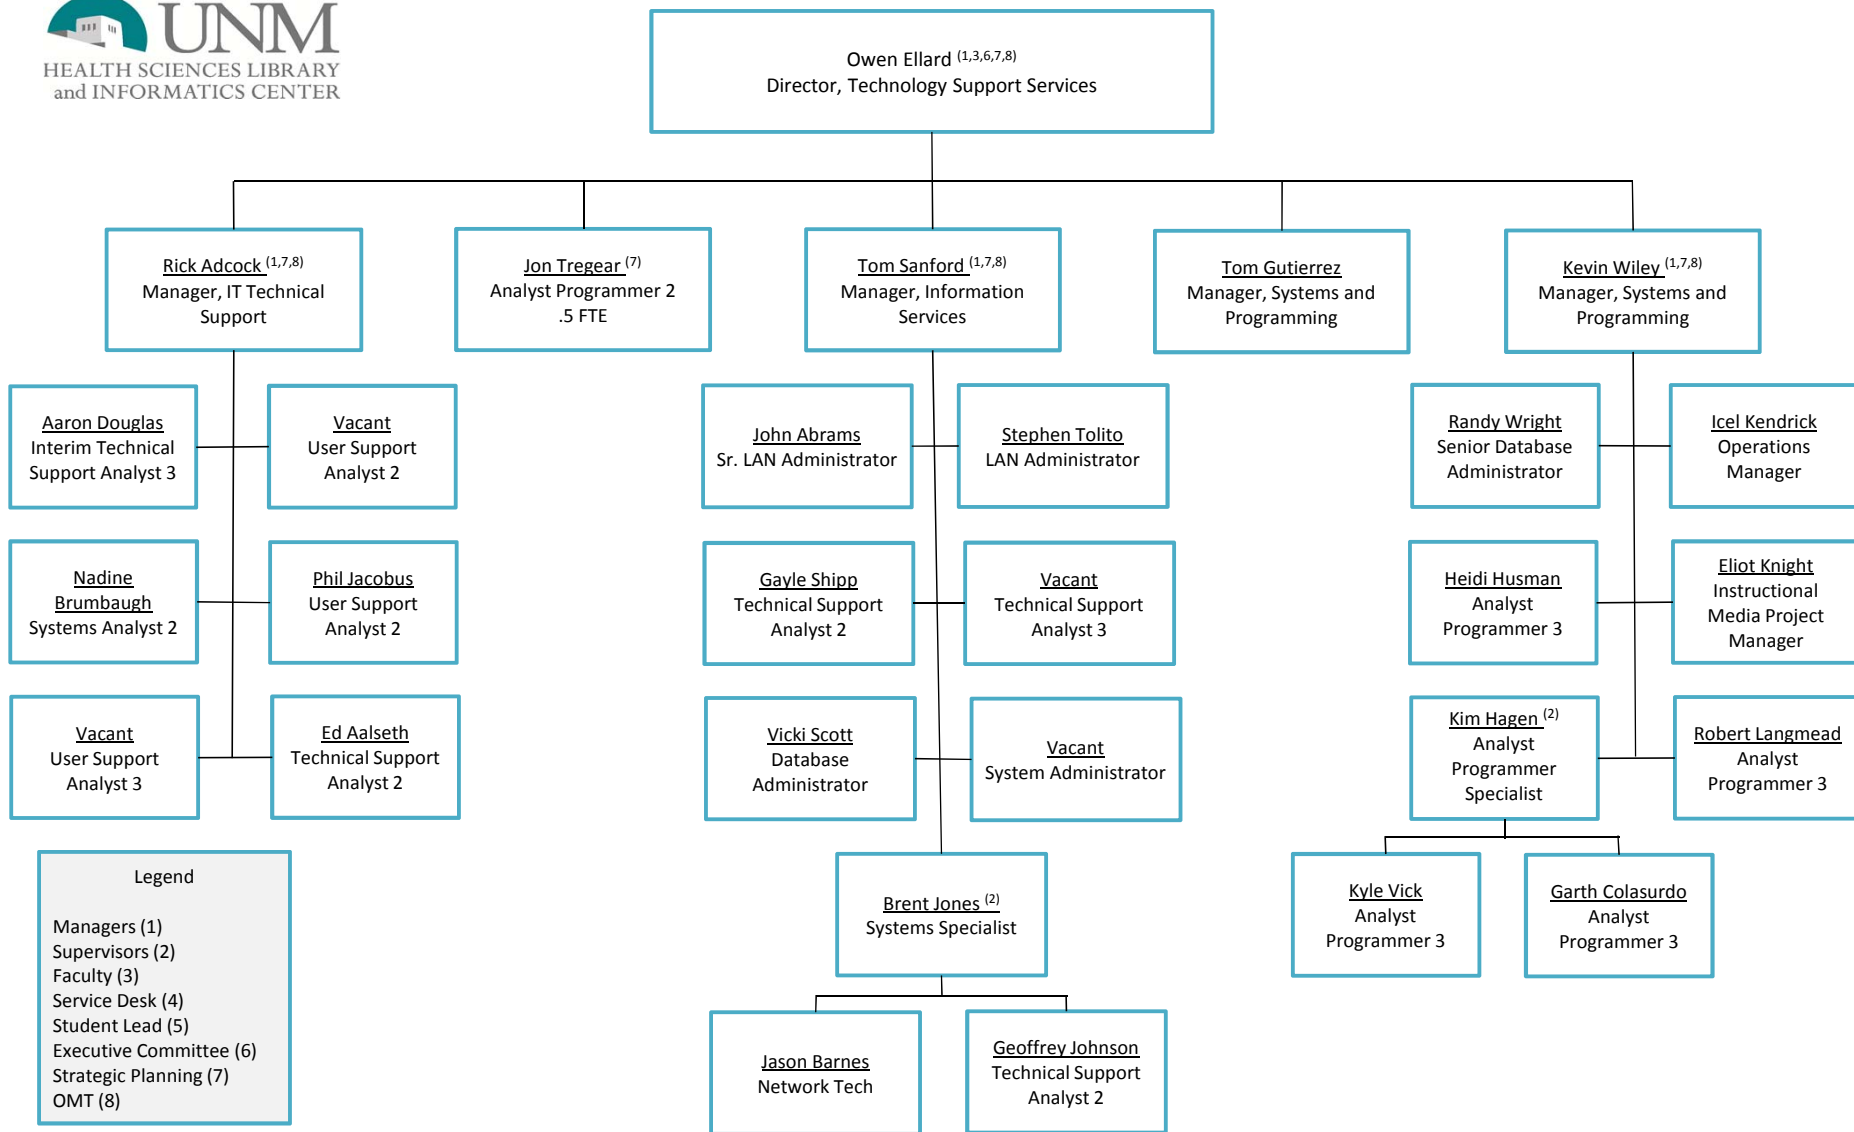 UNM
HEALTH SCIENCES LIBRARY
and INFORMATICS CENTER
Owen Ellard (1,3,6,7,8)
Director, Technology Support Services
Rick Adcock (1,7,8)
Manager, IT Technical
Support
Jon Tregear (7)
Analyst Programmer 2
.5 FTE
Tom Sanford (1,7,8)
Manager, Information
Services
Tom Gutierrez
Manager, Systems and
Programming
Kevin Wiley (1,7,8)
Manager, Systems and
Programming
Aaron Douglas
Interim Technical
Support Analyst 3
Vacant
User Support
Analyst 2
John Abrams
Sr. LAN Administrator
Stephen Tolito
LAN Administrator
Randy Wright
Senior Database
Administrator
Icel Kendrick
Operations
Manager
Nadine
Brumbaugh
Systems Analyst 2
Phil Jacobus
User Support
Analyst 2
Gayle Shipp
Technical Support
Analyst 2
Vacant
Technical Support
Analyst 3
Heidi Husman
Analyst
Programmer 3
Eliot Knight
Instructional
Media Project
Manager
Vacant
User Support
Analyst 3
Ed Aalseth
Technical Support
Analyst 2
Vicki Scott
Database
Administrator
Vacant
System Administrator
Kim Hagen (2)
Analyst
Programmer
Specialist
Robert Langmead
Analyst
Programmer 3
Legend
Managers (1)
Supervisors (2)
Faculty (3)
Service Desk (4)
Student Lead (5)
Executive Committee (6)
Strategic Planning (7)
OMT (8)
Brent Jones (2)
Systems Specialist
Kyle Vick
Analyst
Programmer 3
Garth Colasurdo
Analyst
Programmer 3
Jason Barnes
Network Tech
Geoffrey Johnson
Technical Support
Analyst 2